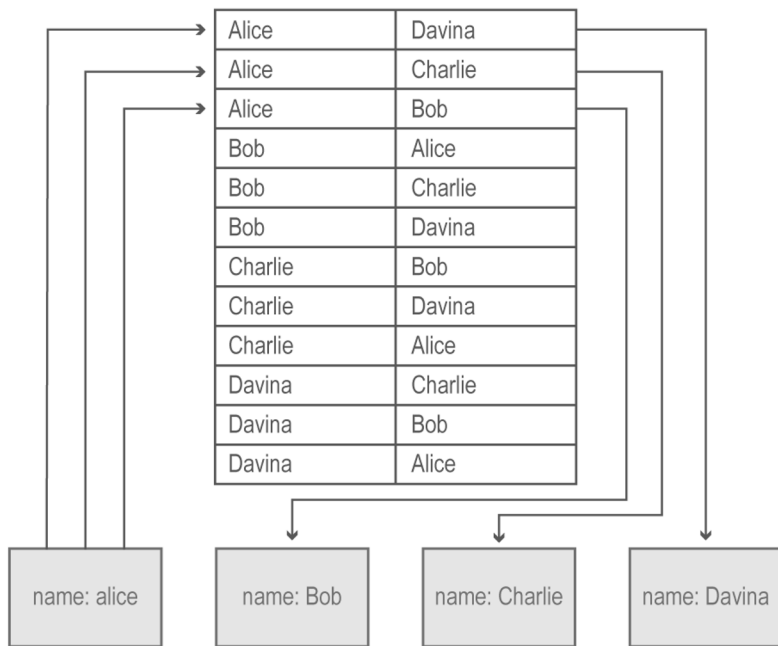 Alice Davina
Alice Charlie
Alice Bob
Bob Alice
Bob Charlie
Bob Davina
Charlie Bob
Charlie Davina
Charlie Alice
Davina Charlie
Davina Bob
Davina Alice
name: alice name: Bob name: Charlie name: Davina